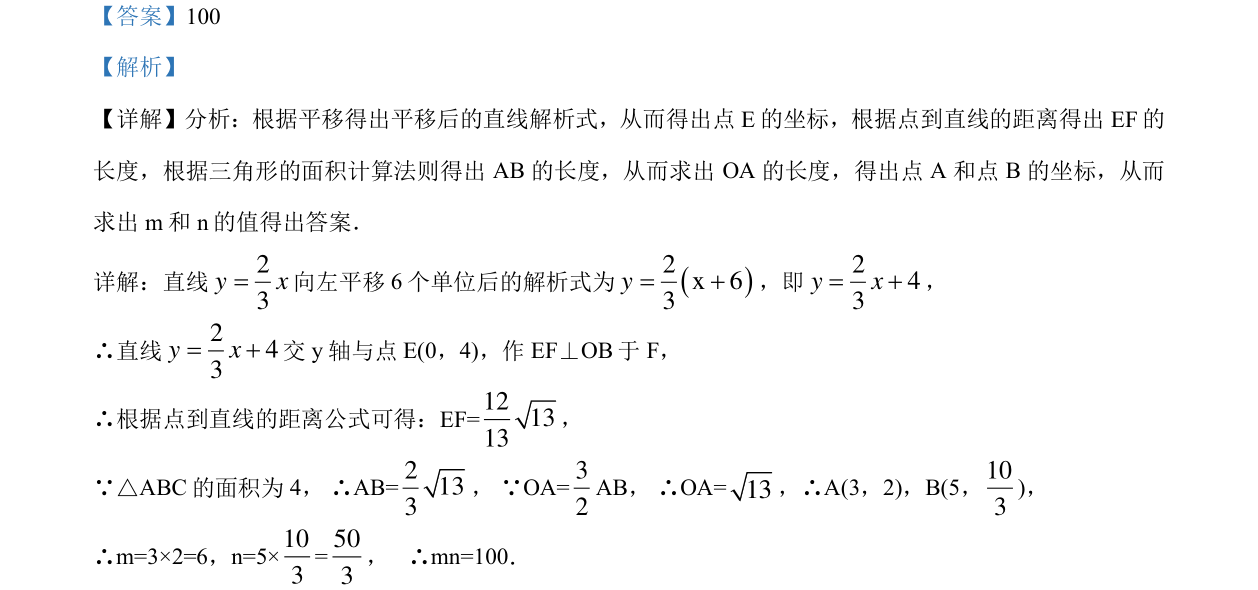 【答案】100
【解析】
【详解】分析：根据平移得出平移后的直线解析式，从而得出点 E 的坐标，根据点到直线的距离得出 EF 的
长度，根据三角形的面积计算法则得出 AB 的长度，从而求出 OA 的长度，得出点 A 和点 B 的坐标，从而
求出 m 和 n 的值得出答案．
详解：直线 y = 2/3 x 向左平移 6 个单位后的解析式为 y = 2/3 (x + 6)，即 y = 2/3 x + 4，
∴直线 y = 2/3 x + 4 交 y 轴与点 E(0，4)，作 EF⊥OB 于 F，
∴根据点到直线的距离公式可得：EF= 12/13 √13，
∵△ABC 的面积为 4， ∴AB= 2/3 √13， ∵OA= 3/2 AB， ∴OA= √13，∴A(3，2)，B(5， 10/3 )，
∴m=3×2=6，n=5× 10/3 = 50/3 ， ∴mn=100．